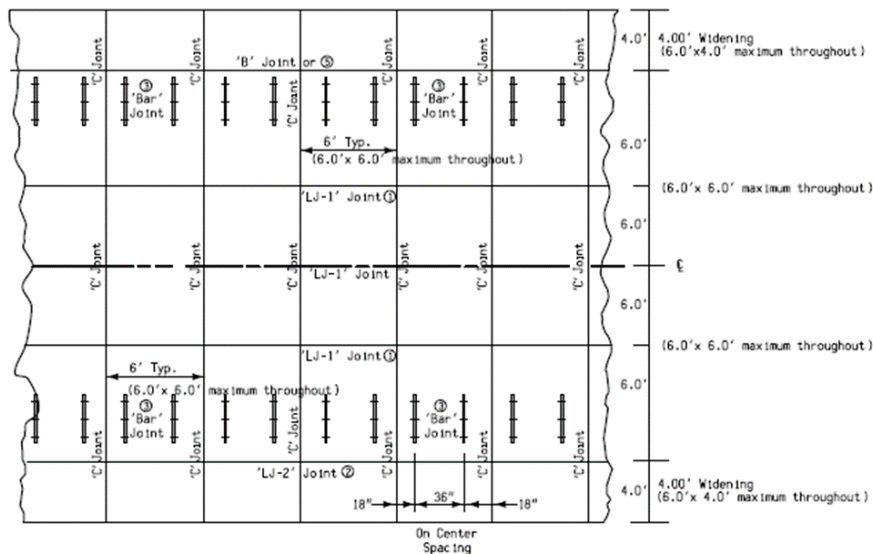 4.0' 4.00' Widening
(6.0'x4.0' maximum throughout)
'C' Joint 'C' Joint 'C' Joint 'C' Joint 'C' Joint 'C' Joint
'B' Joint or ⑤
③ ③
'Bar' 'Bar'
Joint Joint
'C' Joint
6.0'
6' Typ.
(6.0'x 6.0' maximum throughout)
(6.0'x 6.0' maximum throughout)
'LJ-1' Joint ①
6.0'
'C' Joint 'C' Joint 'C' Joint 'C' Joint 'C' Joint
'LJ-1' Joint
℄
6.0'
'LJ-1' Joint ①
(6.0'x 6.0' maximum throughout)
6' Typ.
(6.0'x 6.0' maximum throughout)
6.0'
③ ③
'Bar' 'Bar'
Joint Joint
'C' Joint
'C' Joint 'C' Joint 'C' Joint 'C' Joint 'C' Joint
'LJ-2' Joint ②
4.0' 4.00' Widening
(6.0'x 4.0' maximum throughout)
18" 36" 18"
On Center
Spacing